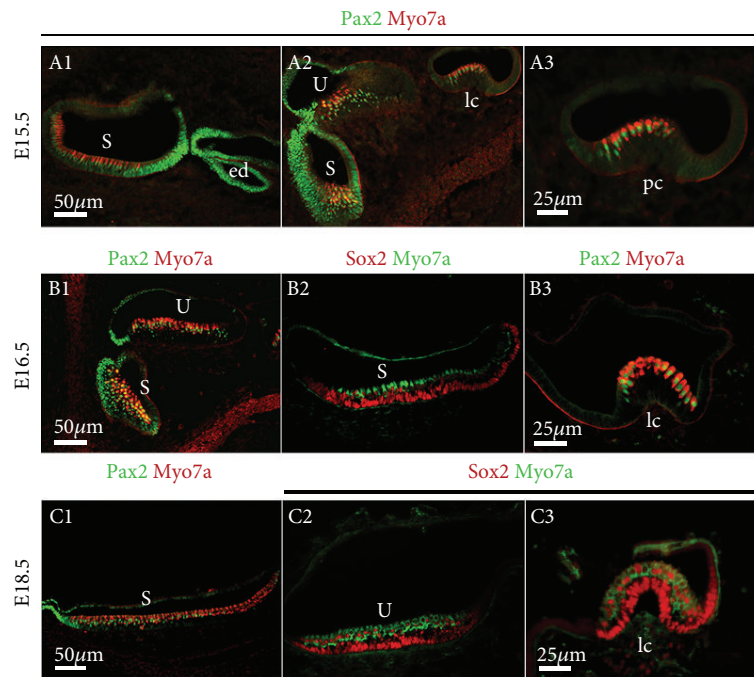 Pax2 Myo7a
E15.5
A1
S
ed
50µm
A2
U
S
lc
A3
pc
25µm
Pax2 Myo7a
Sox2 Myo7a
Pax2 Myo7a
E16.5
B1
U
S
50µm
B2
S
B3
lc
25µm
Pax2 Myo7a
Sox2 Myo7a
E18.5
C1
S
50µm
C2
U
C3
lc
25µm